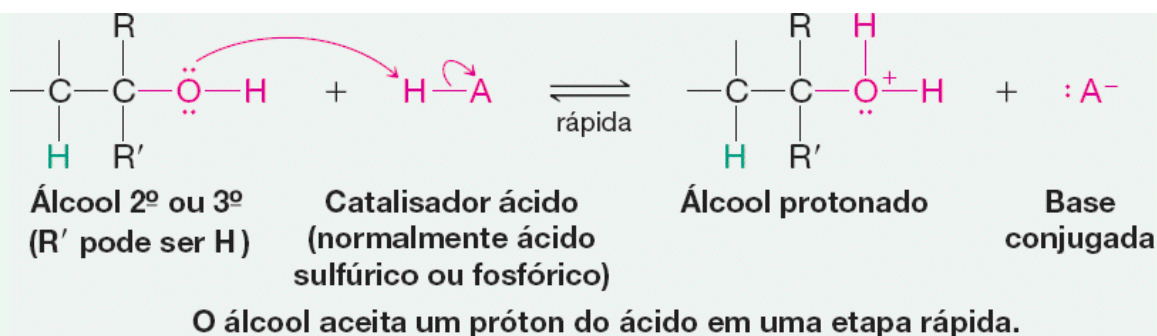 R H
C C O H + H A C C O + H + :A−
rápida
H R′ H R′
Álcool 2º ou 3º Catalisador ácido Álcool protonado Base
(R′ pode ser H) (normalmente ácido conjugada
sulfúrico ou fosfórico)
O álcool aceita um próton do ácido em uma etapa rápida.